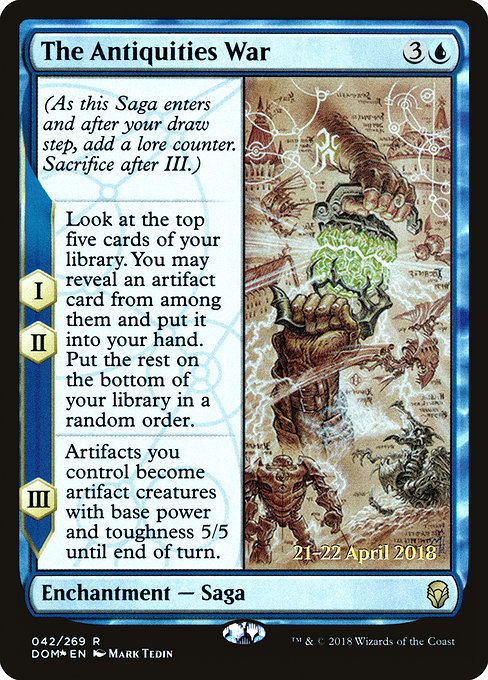 The Antiquities War 3
(As this Saga enters
and after your draw
step, add a lore counter.
Sacrifice after III.)
I
II
Look at the top
five cards of your
library. You may
reveal an artifact
card from among
them and put it
into your hand.
Put the rest on
the bottom of
your library in a
random order.
III
Artifacts you
control become
artifact creatures
with base power
and toughness 5/5
until end of turn.
21-22 April 2018
Enchantment — Saga
042/269 R
DOM★EN Mark Tedin
™ & © 2018 Wizards of the Coast